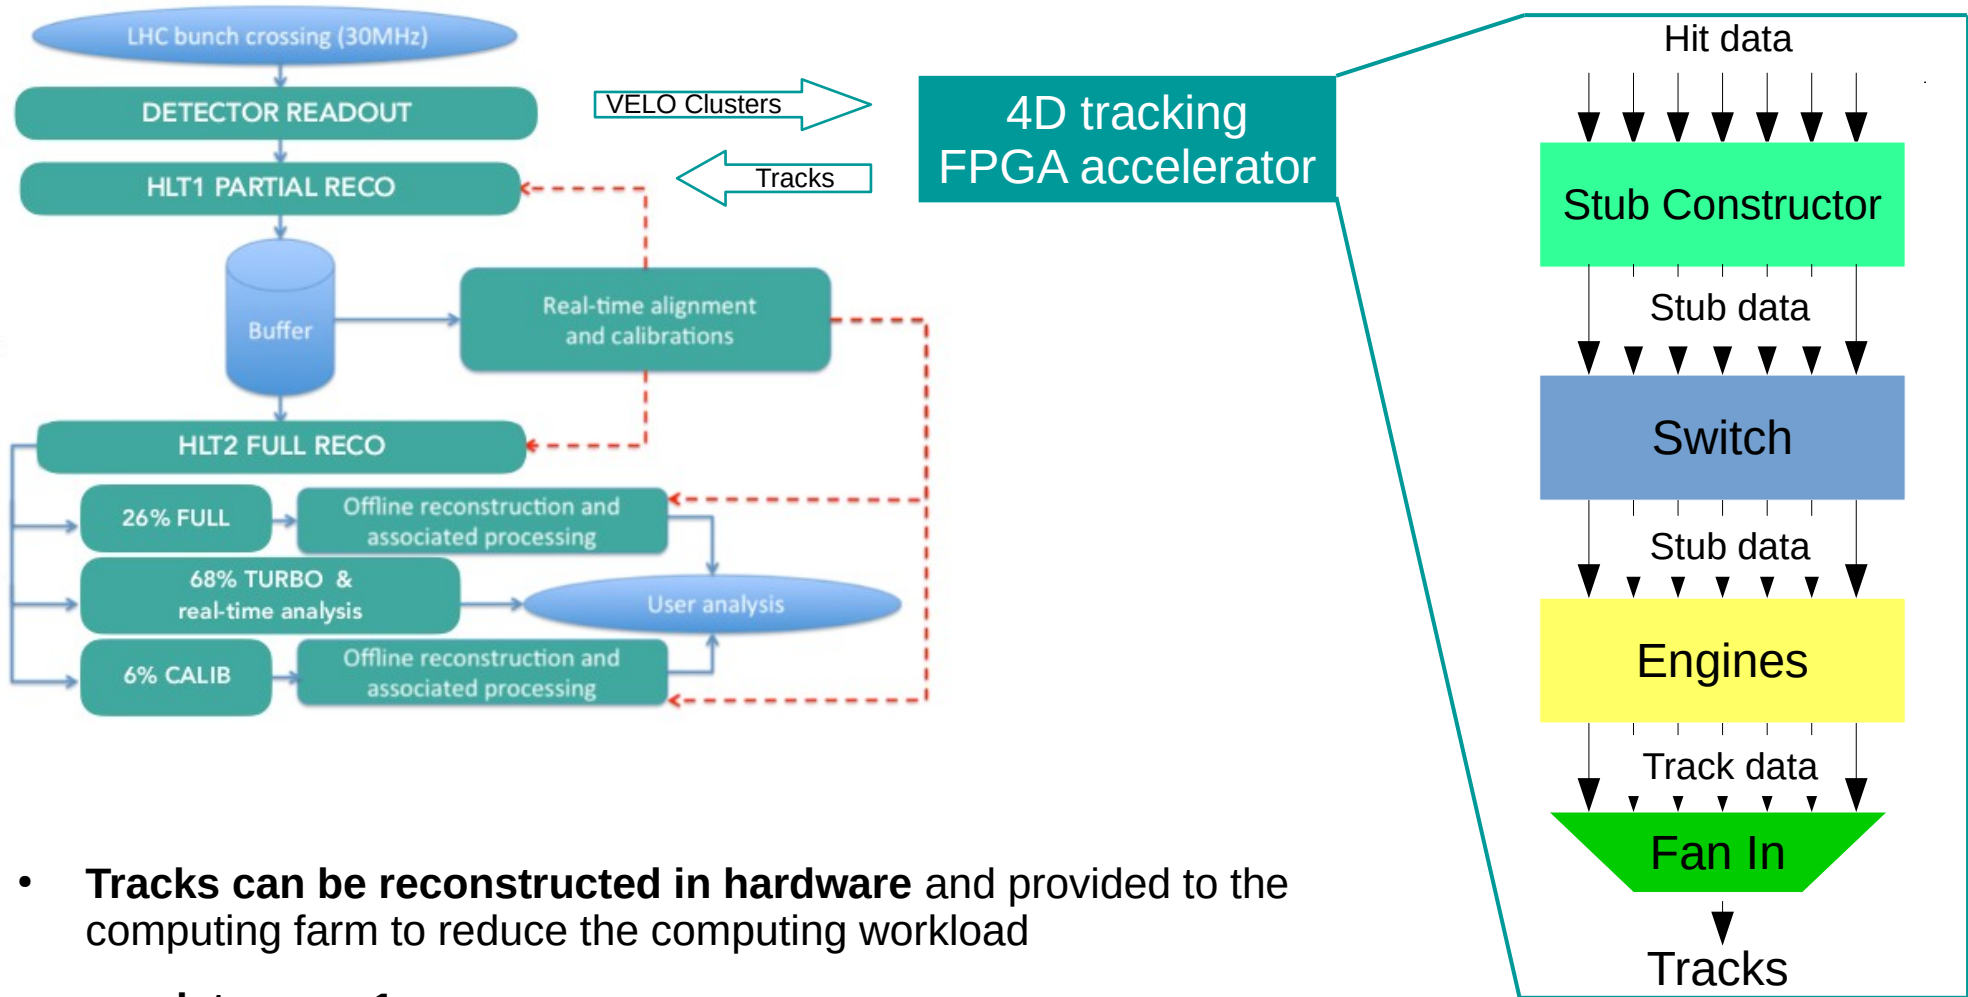 LHC bunch crossing (30MHz)
DETECTOR READOUT
HLT1 PARTIAL RECO
Buffer
Real-time alignment
and calibrations
HLT2 FULL RECO
26% FULL
Offline reconstruction and
associated processing
68% TURBO &
real-time analysis
User analysis
6% CALIB
Offline reconstruction and
associated processing
VELO Clusters
Tracks
4D tracking
FPGA accelerator
Hit data
Stub Constructor
Stub data
Switch
Stub data
Engines
Track data
Fan In
Tracks
• Tracks can be reconstructed in hardware and provided to the
computing farm to reduce the computing workload